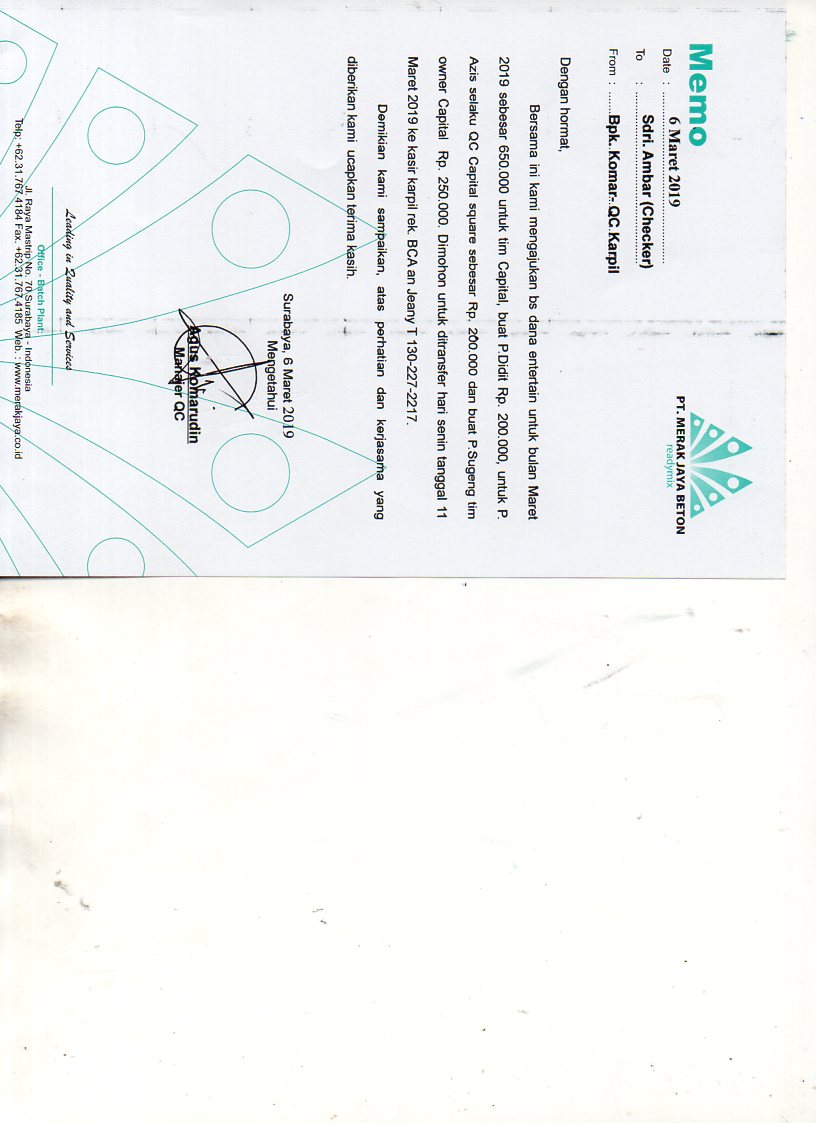 Memo
PT. MERAK JAYA BETON
readymix
Date : 6 Maret 2019
To : Sdri. Ambar (Checker)
From : Bpk. Komar- QC Karpil
Dengan hormat,
Bersama ini kami mengajukan bs dana entertain untuk bulan Maret
2019 sebesar 650.000 untuk tim Capital, buat P.Didit Rp. 200.000, untuk P.
Azis selaku QC Capital square sebesar Rp. 200.000 dan buat P.Sugeng tim
owner Capital Rp. 250.000. Dimohon untuk ditransfer hari senin tanggal 11
Maret 2019 ke kasir karpil rek. BCA an Jeany T 130-227-2217.
Demikian kami sampaikan, atas perhatian dan kerjasama yang
diberikan kami ucapkan terima kasih.
Surabaya, 6 Maret 2019
Mengetahui
Agus Komarudin
Manajer QC
Leading in Quality and Services
Office - Batch Plant:
Jl. Raya Mastrip No. 70 Surabaya - Indonesia
Telp: +62.31.767.4184 Fax. +62.31.767.4185 Web. : www.merakjaya.co.id